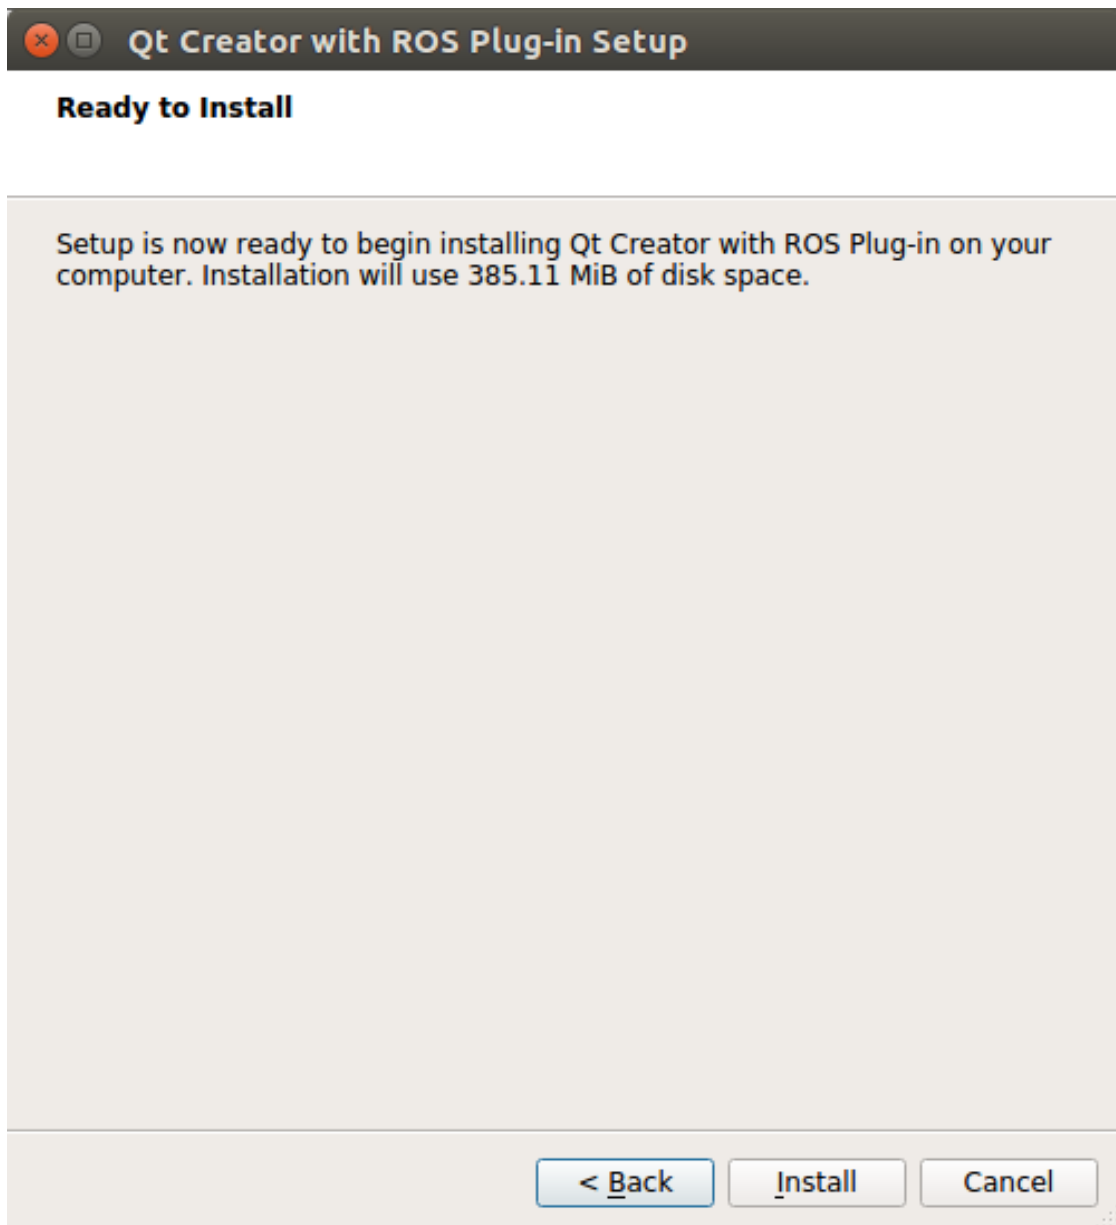 Qt Creator with ROS Plug-in Setup
Ready to Install
Setup is now ready to begin installing Qt Creator with ROS Plug-in on your
computer. Installation will use 385.11 MiB of disk space.
< Back
Install
Cancel